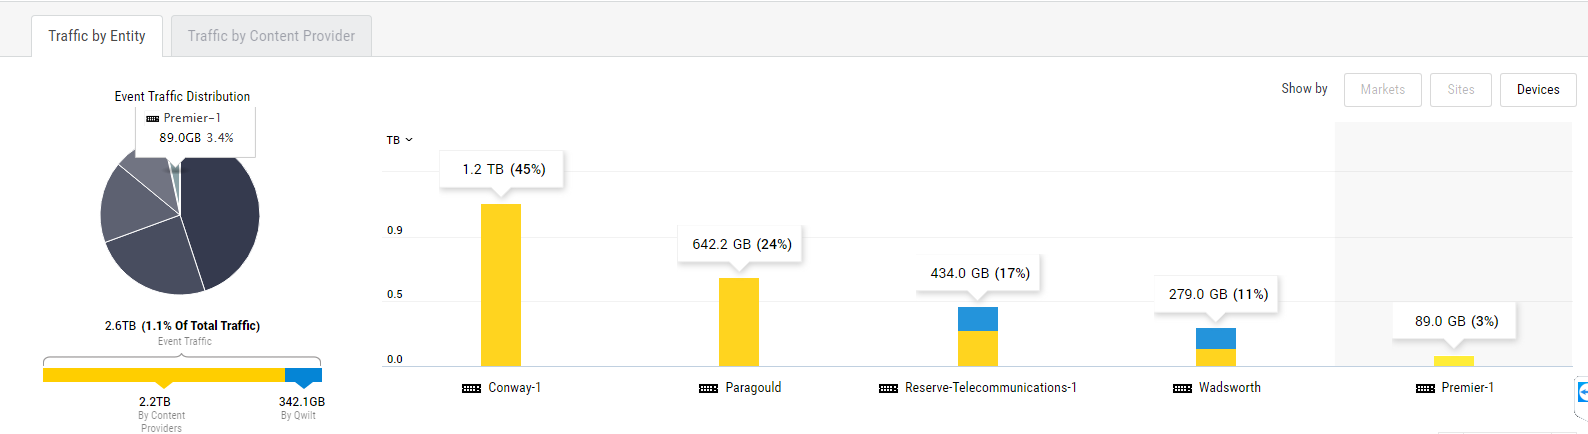 Traffic by Entity
Traffic by Content Provider
Show by
Markets
Sites
Devices
Event Traffic Distribution
Premier-1
89.0GB 3.4%
2.6TB (1.1% Of Total Traffic)
Event Traffic
2.2TB
By Content
Providers
342.1GB
By Qwilt
TB
0.9
0.5
0.0
1.2 TB (45%)
642.2 GB (24%)
434.0 GB (17%)
279.0 GB (11%)
89.0 GB (3%)
Conway-1
Paragould
Reserve-Telecommunications-1
Wadsworth
Premier-1